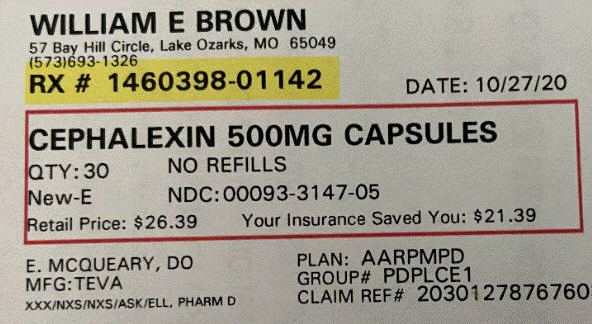 WILLIAM E BROWN
57 Bay Hill Circle, Lake Ozarks, MO 65049
(573)693-1326
RX # 1460398-01142
DATE: 10/27/20
CEPHALEXIN 500MG CAPSULES
QTY: 30 NO REFILLS
New-E NDC: 00093-3147-05
Retail Price: $26.39 Your Insurance Saved You: $21.39
E. MCQUEARY, DO
MFG:TEVA
XXX/NXS/NXS/ASK/ELL, PHARM D
PLAN: AARPMPD
GROUP# PDPLCE1
CLAIM REF# 2030127876760